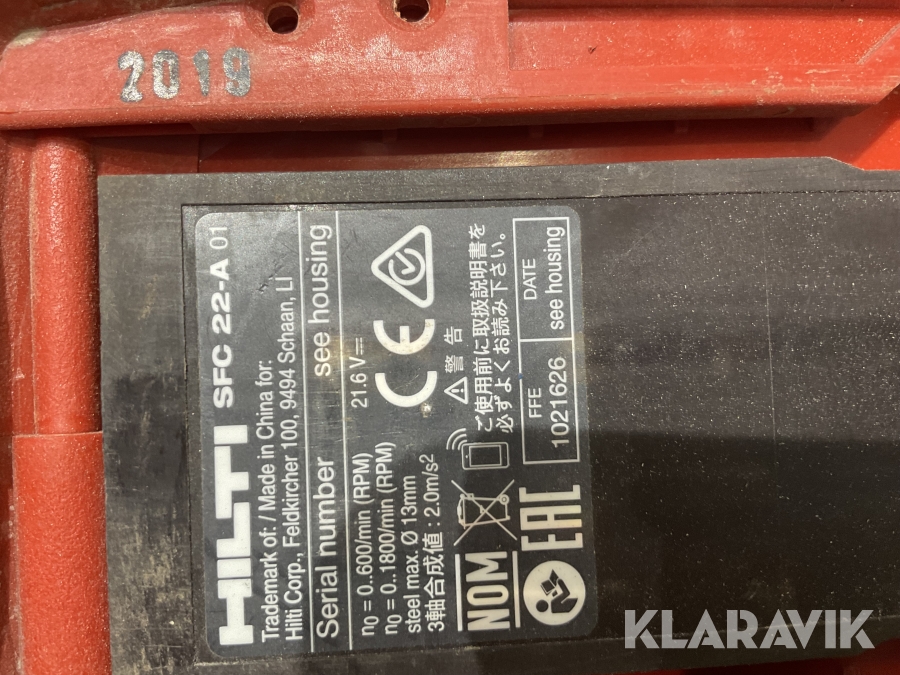 2019
HILTI SFC 22-A 01
Trademark of: / Made in China for:
Hilti Corp., Feldkircher 100, 9494 Schaan, LI
Serial number see housing
n0 = 0..600/min (RPM) 21.6 V
n0 = 0..1800/min (RPM)
steel max. Ø 13mm
3軸合成値 : 2.0m/s²
CE
警告
ご使用前に取扱説明書を
必ずよくお読み下さい。
NOM
EAC
FFE
1021626
DATE
see housing
KLARAVIK